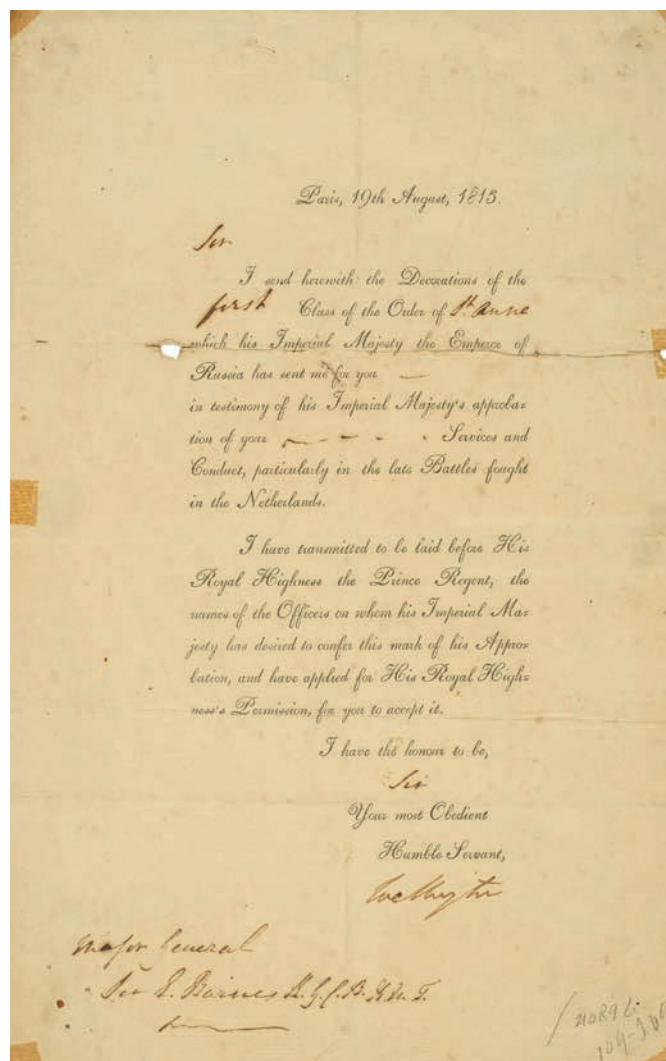 Paris, 19th August, 1815.
Sir
I send herewith the Decorations of the
first Class of the Order of St. Anne
which his Imperial Majesty the Emperor of
Russia has sent me for you —
in testimony of his Imperial Majesty's approba=
tion of your - - - - Services and
Conduct, particularly in the late Battles fought
in the Netherlands.
I have transmitted to be laid before His
Royal Highness the Prince Regent, the
names of the Officers on whom his Imperial Ma=
jesty has desired to confer this mark of his Appro=
bation, and have applied for His Royal High=
ness's Permission, for you to accept it.
I have the honour to be,
Sir
Your most Obedient
Humble Servant,
Wellington
Major General
Sir E. Barnes K.G.C.B. K.M.T.